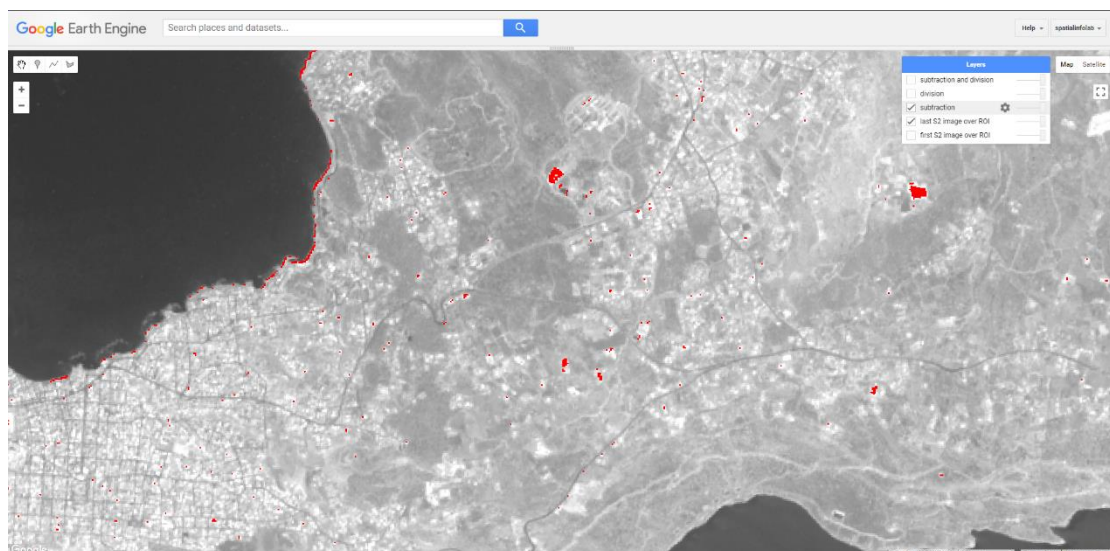 Google Earth Engine
Search places and datasets...
Help
spatialinfolab
Layers
subtraction and division
division
subtraction
last S2 image over ROI
first S2 image over ROI
Map Satellite
+
−
Google